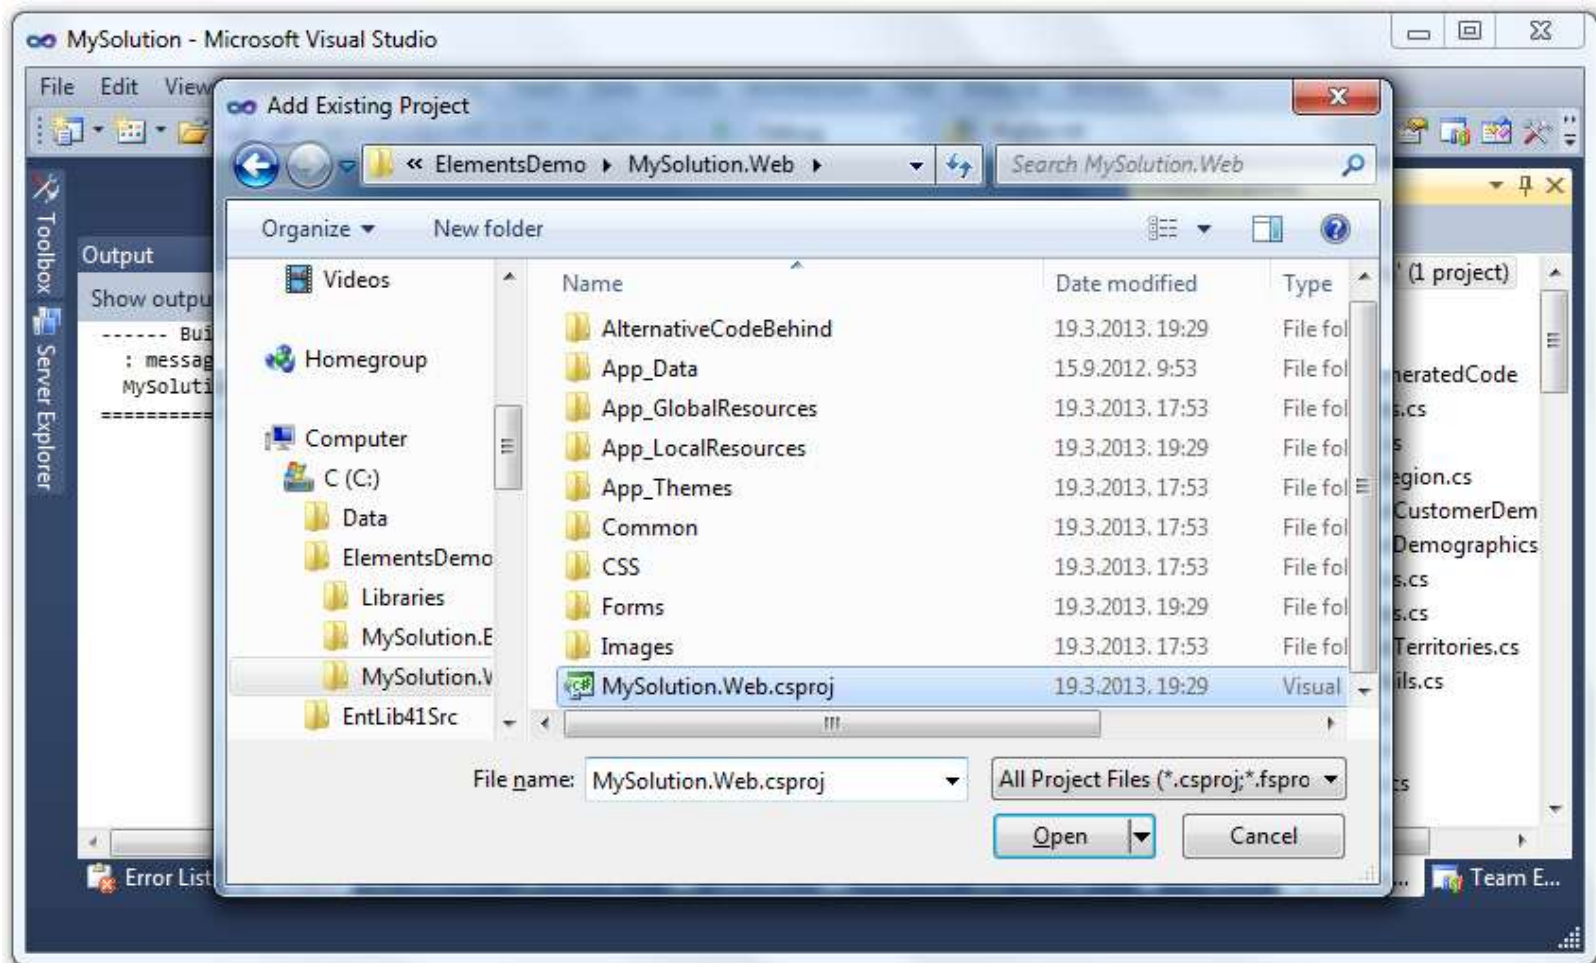 MySolution - Microsoft Visual Studio
File Edit View
Add Existing Project
« ElementsDemo MySolution.Web
Search MySolution.Web
Organize New folder
Toolbox
Server Explorer
Output
Show outpu
------ Bui
: messag
MySoluti
==========
Videos
Homegroup
Computer
C (C:)
Data
ElementsDemo
Libraries
MySolution.E
MySolution.W
EntLib41Src
Name Date modified Type
AlternativeCodeBehind 19.3.2013. 19:29 File fol
App_Data 15.9.2012. 9:53 File fol
App_GlobalResources 19.3.2013. 17:53 File fol
App_LocalResources 19.3.2013. 19:29 File fol
App_Themes 19.3.2013. 17:53 File fol
Common 19.3.2013. 17:53 File fol
CSS 19.3.2013. 17:53 File fol
Forms 19.3.2013. 19:29 File fol
Images 19.3.2013. 17:53 File fol
MySolution.Web.csproj 19.3.2013. 19:29 Visual
File name: MySolution.Web.csproj
All Project Files (*.csproj;*.fspro
Open Cancel
' (1 project)
neratedCode
s.cs
s
egion.cs
CustomerDem
Demographics
s.cs
s.cs
Territories.cs
ils.cs
cs
Error List
... Team E...